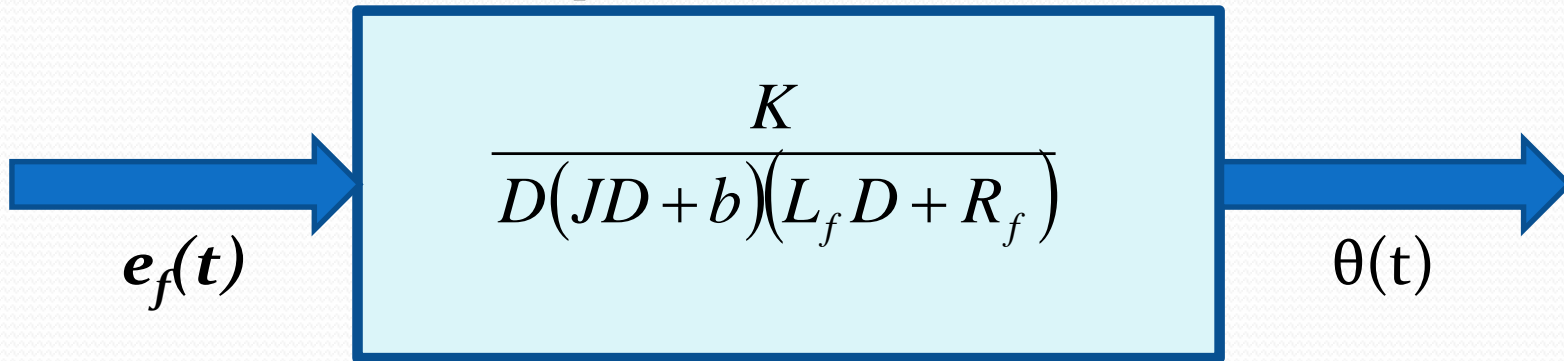 K
D(JD + b)(L_f D + R_f)
e_f(t)
θ(t)